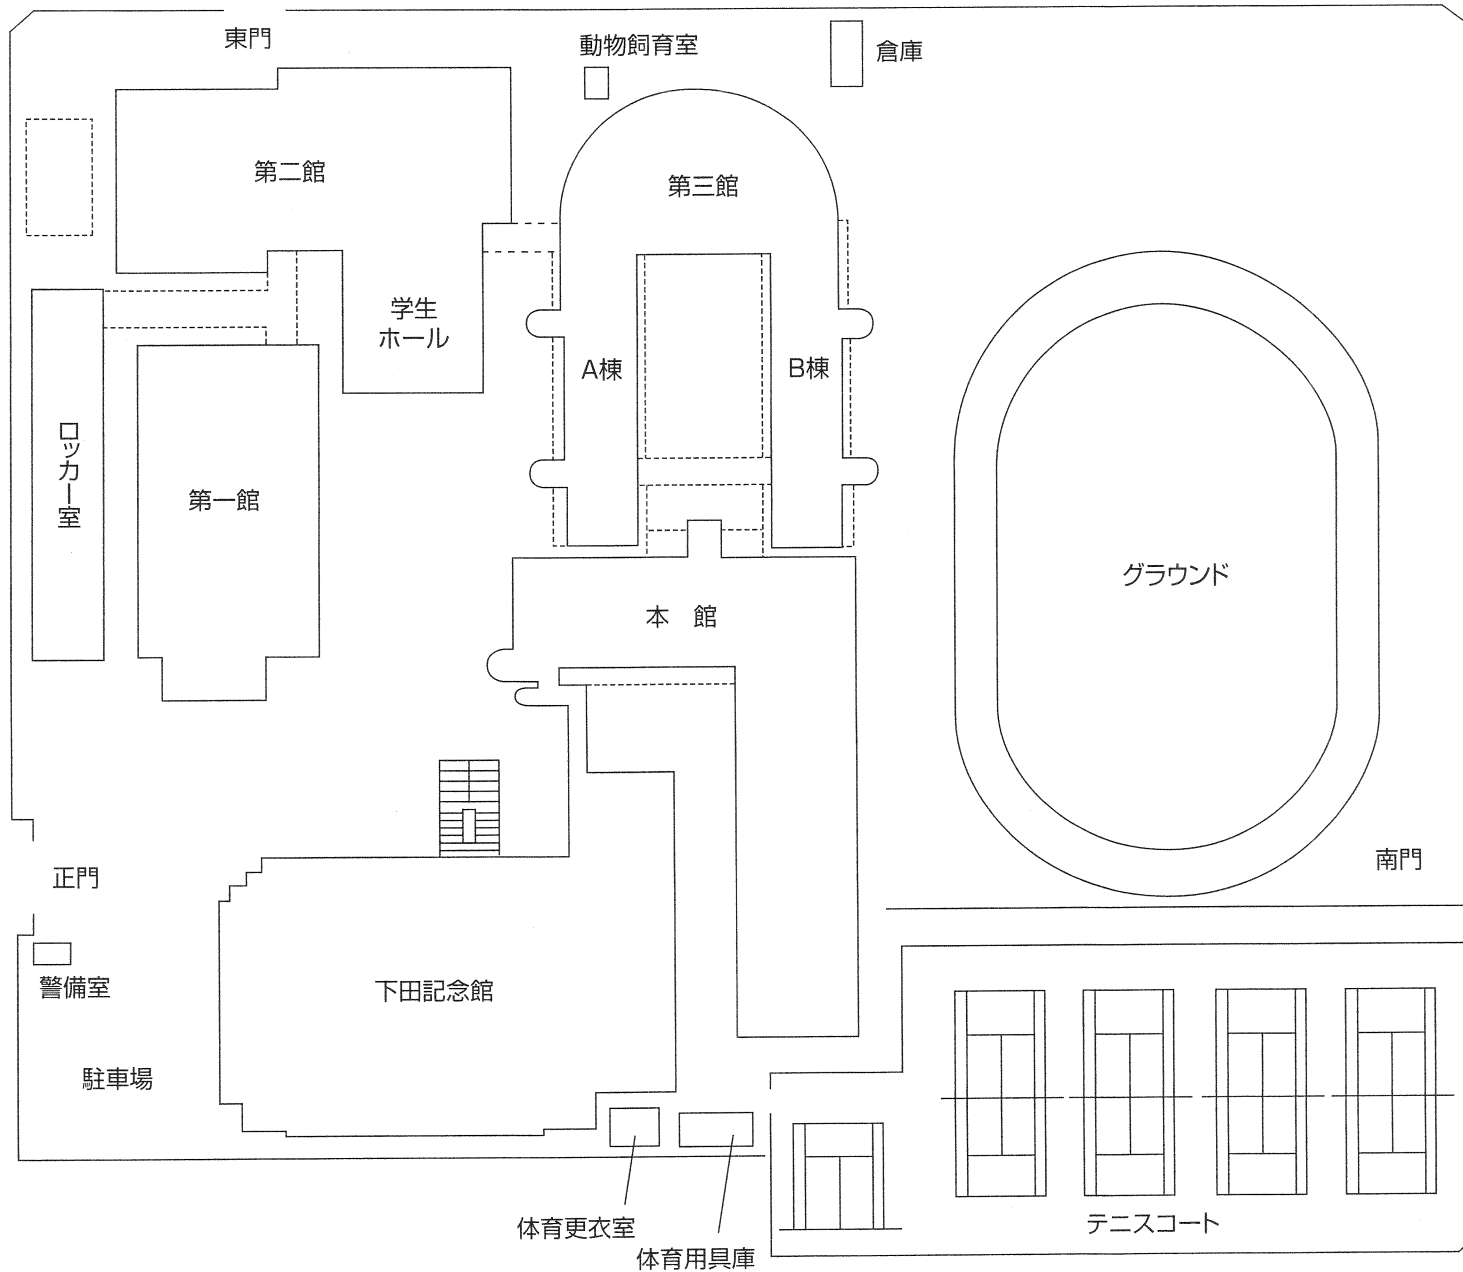 東門
動物飼育室
倉庫
第二館
第三館
学生
ホール
A棟
B棟
ロッカー室
第一館
グラウンド
本　館
南門
正門
警備室
下田記念館
駐車場
体育更衣室
体育用具庫
テニスコート